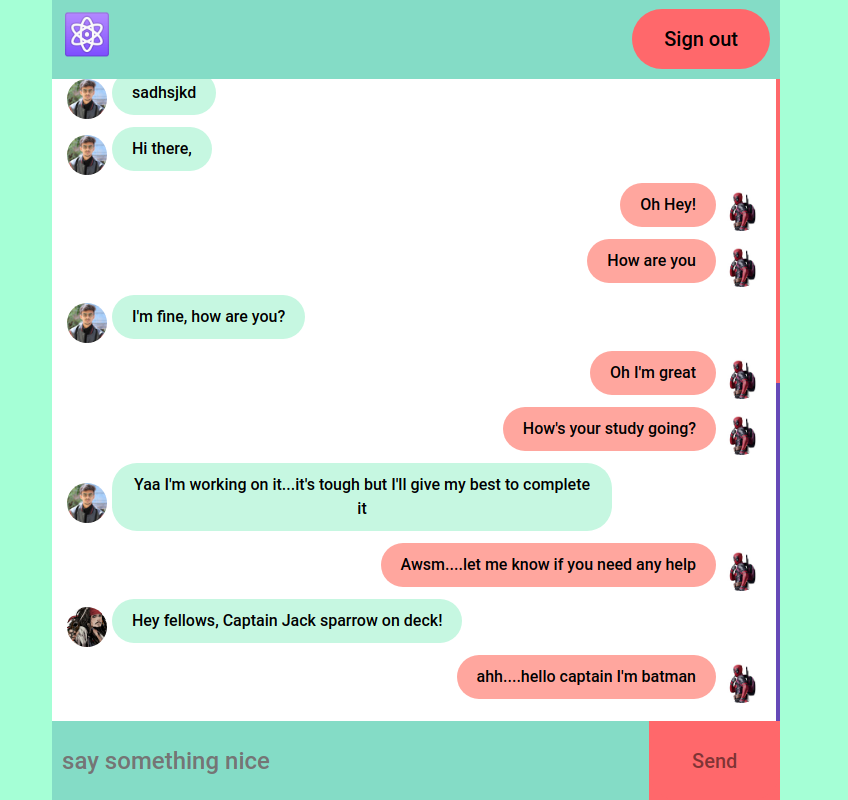 Sign out
sadhsjkd
Hi there,
Oh Hey!
How are you
I'm fine, how are you?
Oh I'm great
How's your study going?
Yaa I'm working on it...it's tough but I'll give my best to complete
it
Awsm....let me know if you need any help
Hey fellows, Captain Jack sparrow on deck!
ahh....hello captain I'm batman
say something nice
Send